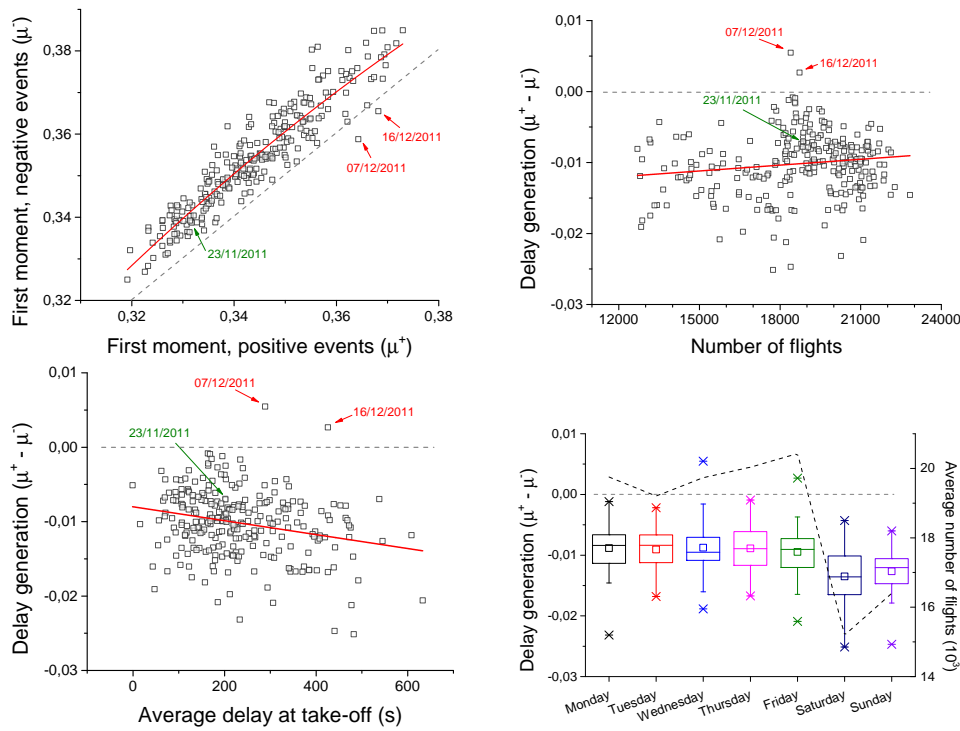 First moment, negative events (μ⁻)
0,38
0,36
0,34
0,32
0,32
0,34
0,36
0,38
16/12/2011
07/12/2011
23/11/2011
First moment, positive events (μ⁺)
Delay generation (μ⁺ - μ⁻)
0,01
0,00
-0,01
-0,02
-0,03
07/12/2011
16/12/2011
23/11/2011
12000
15000
18000
21000
24000
Number of flights
Delay generation (μ⁺ - μ⁻)
0,01
0,00
-0,01
-0,02
-0,03
07/12/2011
16/12/2011
23/11/2011
0
200
400
600
Average delay at take-off (s)
Delay generation (μ⁺ - μ⁻)
0,01
0,00
-0,01
-0,02
-0,03
Monday
Tuesday
Wednesday
Thursday
Friday
Saturday
Sunday
20
18
16
14
Average number of
flights (10³)